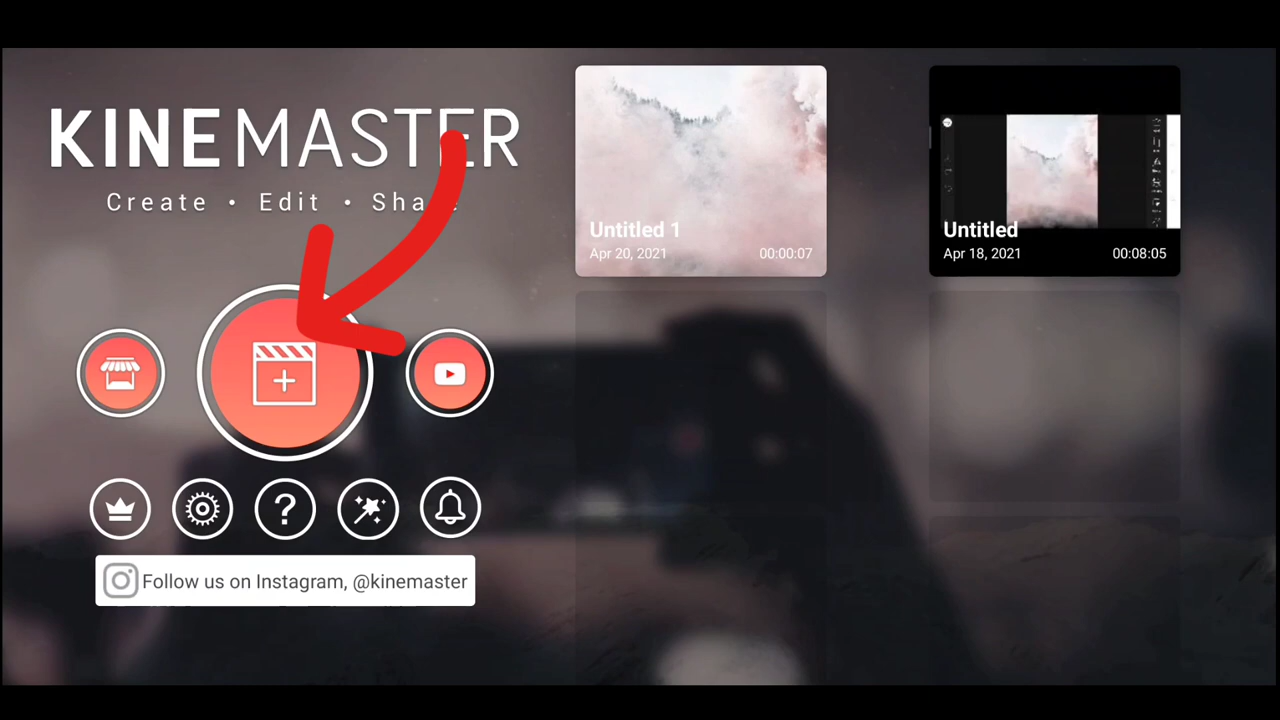 KINEMASTER
Create • Edit • Share
Untitled 1
Apr 20, 2021 00:00:07
Untitled
Apr 18, 2021 00:08:05
Follow us on Instagram, @kinemaster